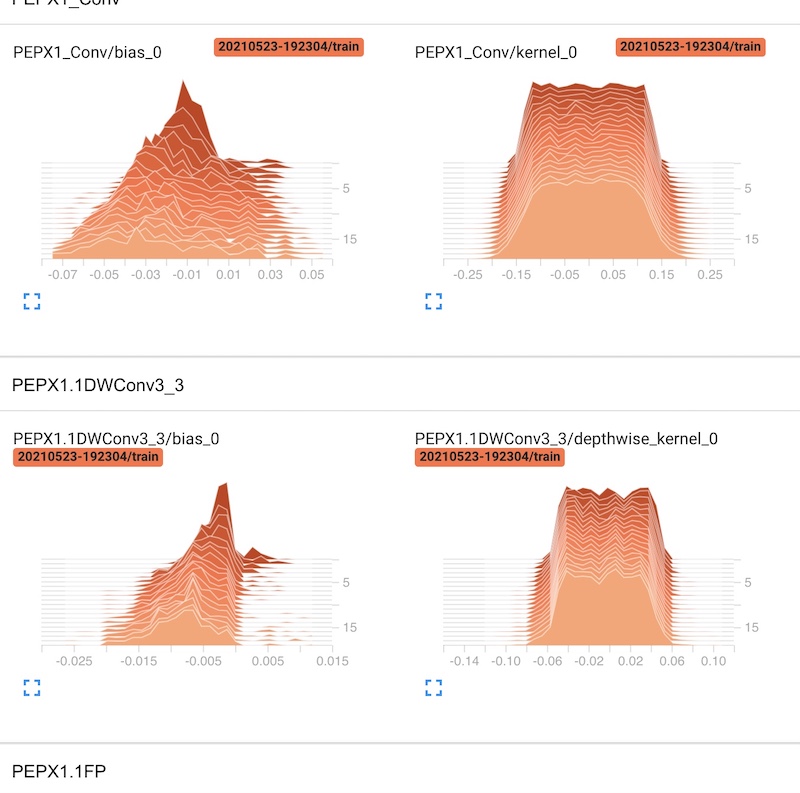 PEPX1_Conv
PEPX1_Conv/bias_0
20210523-192304/train
PEPX1_Conv/kernel_0
20210523-192304/train
5
15
-0.07 -0.05 -0.03 -0.01 0.01 0.03 0.05
5
15
-0.25 -0.15 -0.05 0.05 0.15 0.25
PEPX1.1DWConv3_3
PEPX1.1DWConv3_3/bias_0
20210523-192304/train
PEPX1.1DWConv3_3/depthwise_kernel_0
20210523-192304/train
5
15
-0.025 -0.015 -0.005 0.005 0.015
5
15
-0.14 -0.10 -0.06 -0.02 0.02 0.06 0.10
PEPX1.1FP